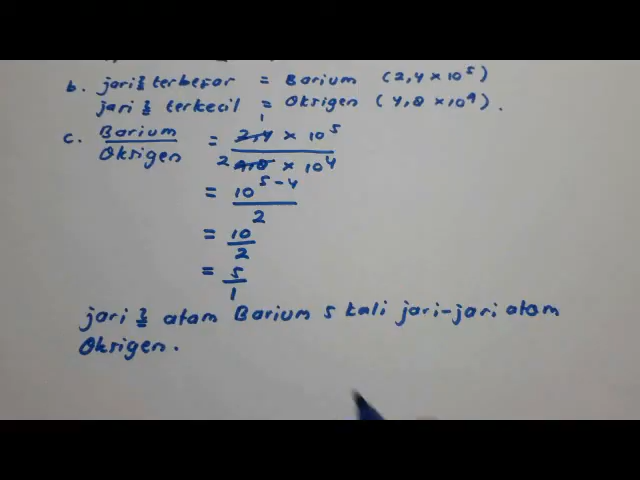 b. jari² terbesar = Barium (2,4 × 10⁵)
jari² terkecil = Oksigen (4,8 × 10⁴).
c. Barium / Oksigen = 2,4 × 10⁵ / 4,8 × 10⁴ 1 2
= 10⁵⁻⁴ / 2
= 10 / 2
= 5 / 1
jari² atom Barium 5 kali jari-jari atom
Oksigen.